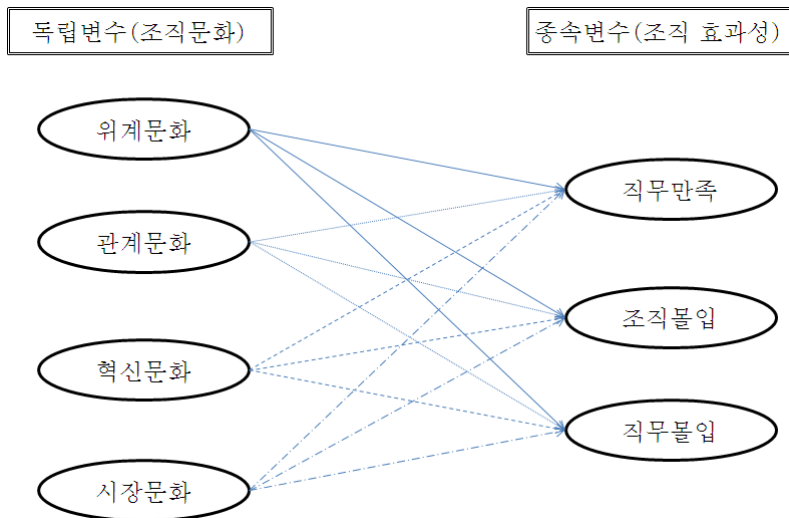 독립변수(조직문화)
종속변수(조직 효과성)
위계문화
직무만족
관계문화
조직몰입
혁신문화
직무몰입
시장문화